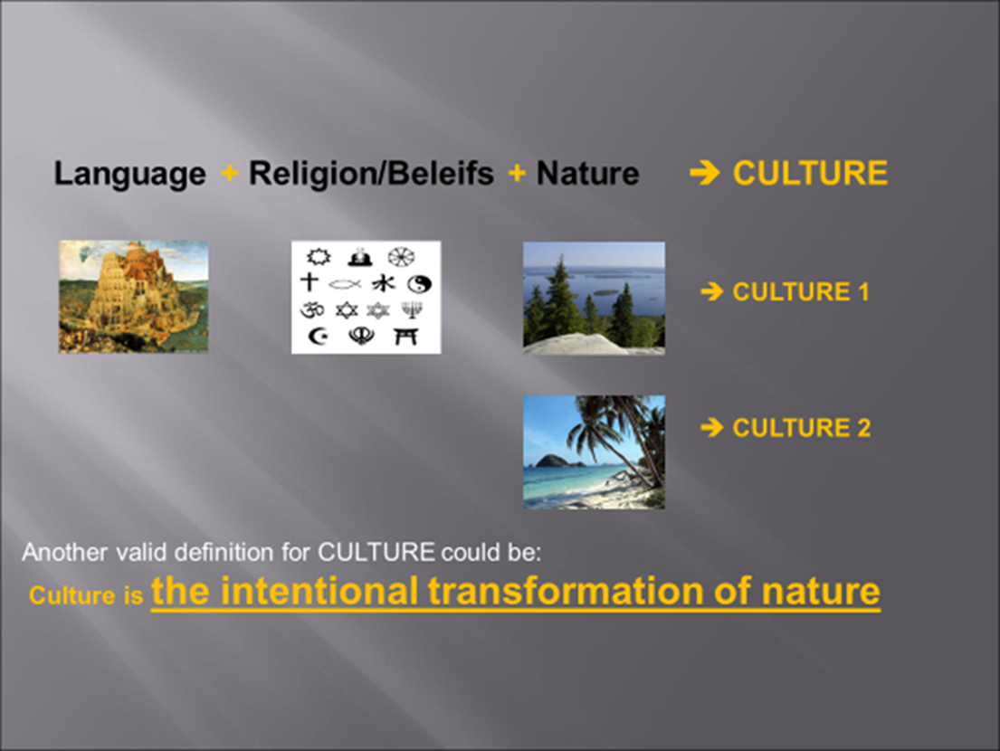 Language + Religion/Beleifs + Nature ➔ CULTURE
➔ CULTURE 1
➔ CULTURE 2
Another valid definition for CULTURE could be:
Culture is the intentional transformation of nature